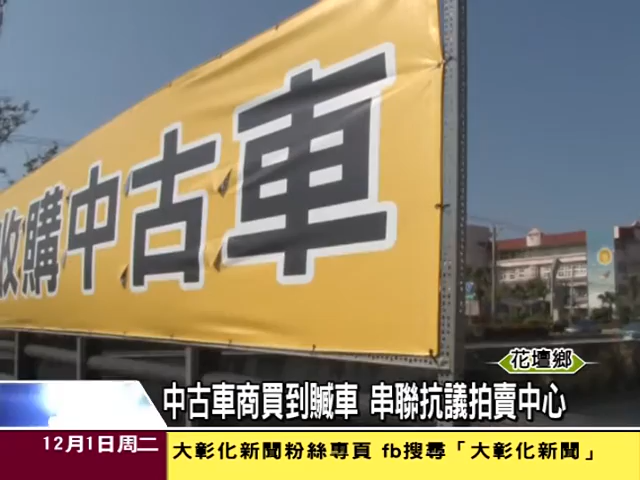 收購中古車
花壇鄉
中古車商買到贓車 串聯抗議拍賣中心
12月1日周二
大彰化新聞粉絲專頁 fb搜尋「大彰化新聞」